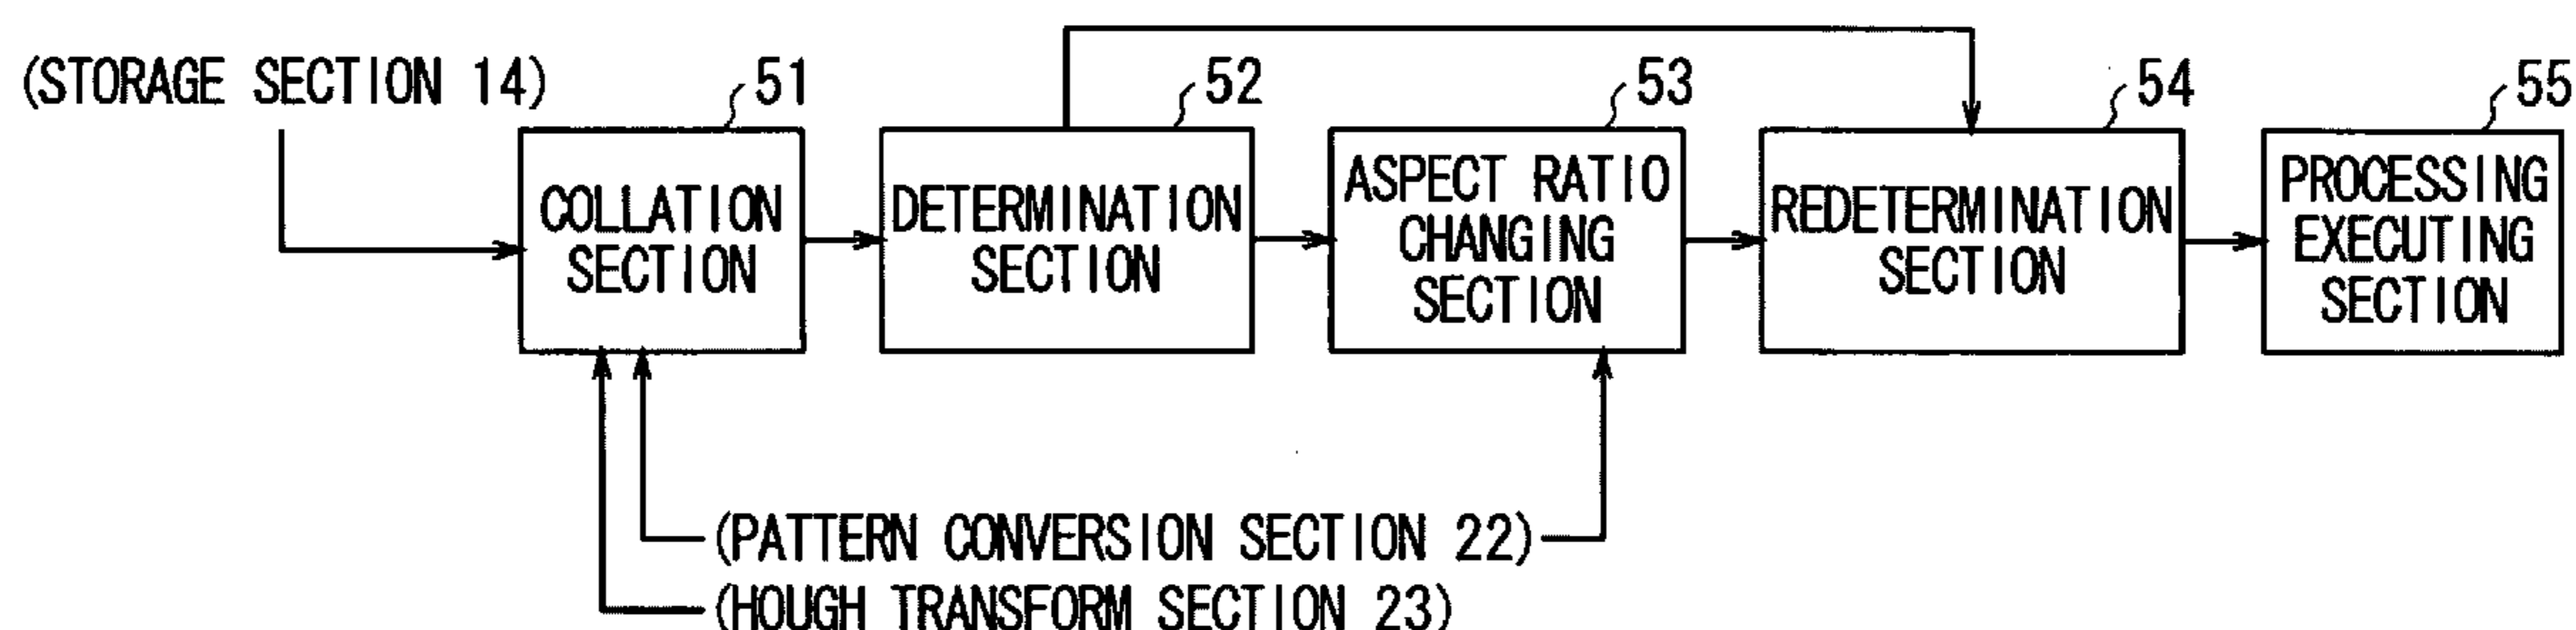 (STORAGE SECTION 14)
51
52
53
54
55
COLLATION
SECTION
DETERMINATION
SECTION
ASPECT RATIO
CHANGING
SECTION
REDETERMINATION
SECTION
PROCESSING
EXECUTING
SECTION
(PATTERN CONVERSION SECTION 22)
(HOUGH TRANSFORM SECTION 23)